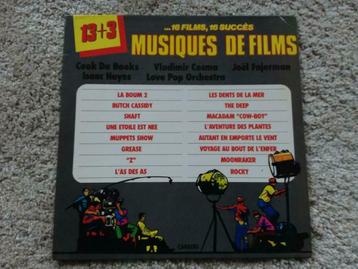 13+3
...16 FILMS, 16 SUCCÈS
MUSIQUES DE FILMS
Cook Da Books Vladimir Cosma Joël Fajerman
Isaac Hayes Love Pop Orchestra
LA BOUM 2
BUTCH CASSIDY
SHAFT
UNE ETOILE EST NEE
MUPPETS SHOW
GREASE
"Z"
L'AS DES AS
LES DENTS DE LA MER
THE DEEP
MACADAM "COW-BOY"
L'AVENTURE DES PLANTES
AUTANT EN EMPORTE LE VENT
VOYAGE AU BOUT DE L'ENFER
MOONRAKER
ROCKY
CARRERE